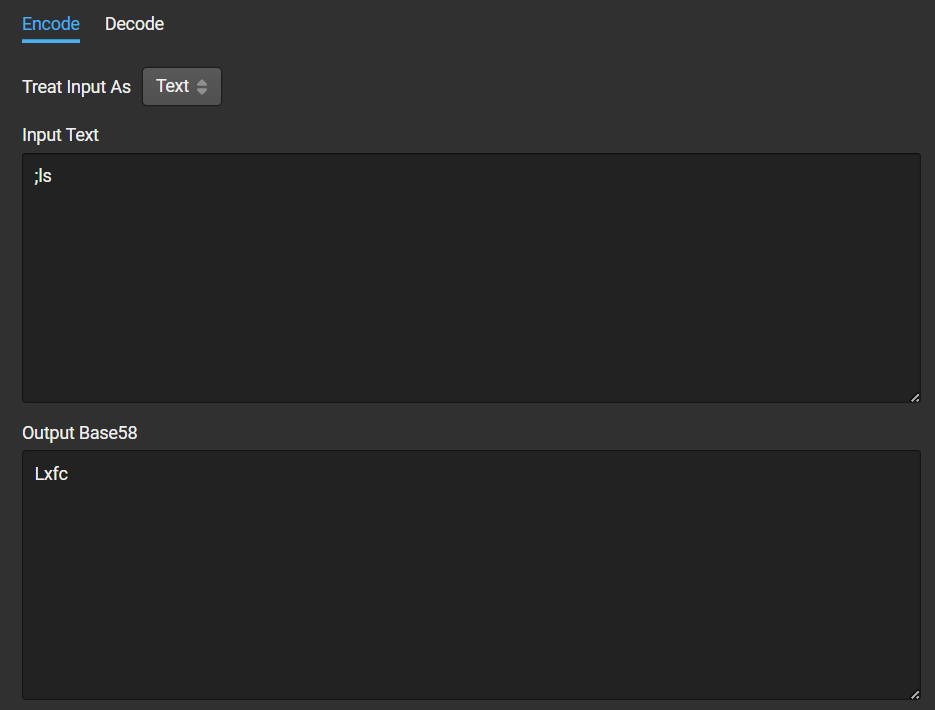 Encode Decode
Treat Input As Text
Input Text
;ls
Output Base58
Lxfc